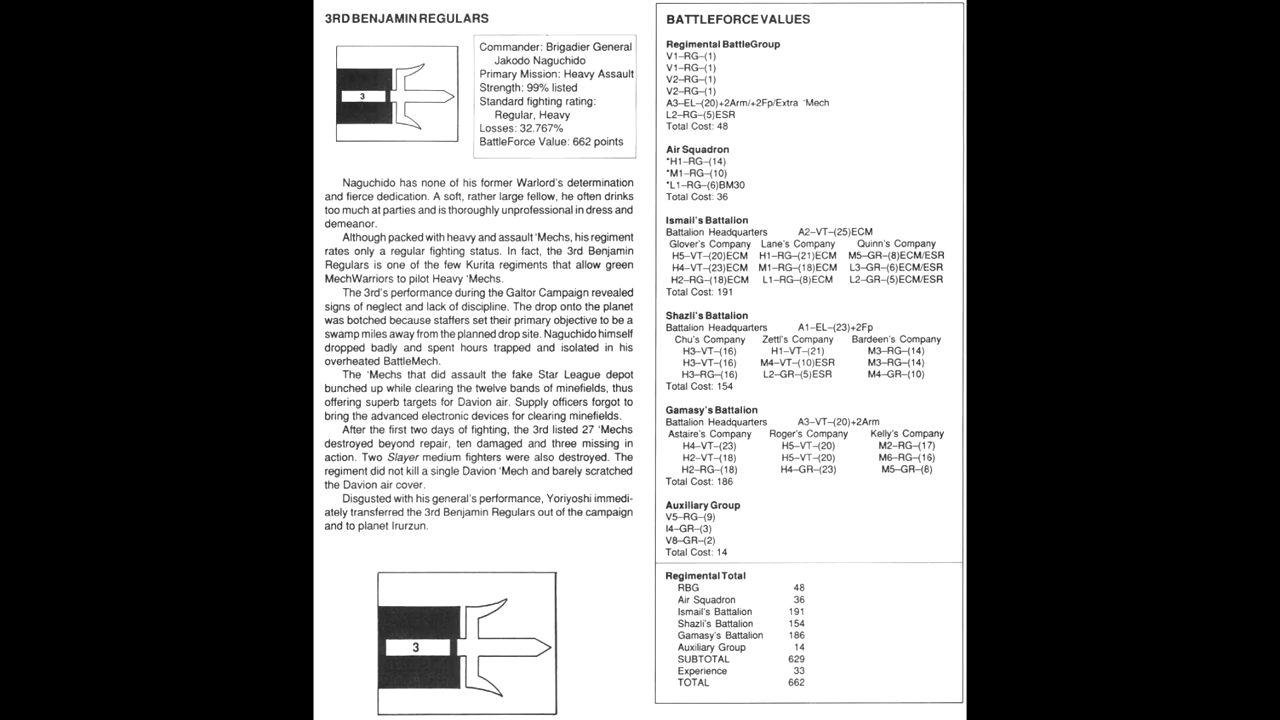 3RD BENJAMIN REGULARS
3
Commander: Brigadier General
Jakodo Naguchido
Primary Mission: Heavy Assault
Strength: 99% listed
Standard fighting rating:
Regular, Heavy
Losses: 32.767%
BattleForce Value: 662 points
Naguchido has none of his former Warlord's determination
and fierce dedication. A soft, rather large fellow, he often drinks
too much at parties and is thoroughly unprofessional in dress and
demeanor.
Although packed with heavy and assault 'Mechs, his regiment
rates only a regular fighting status. In fact, the 3rd Benjamin
Regulars is one of the few Kurita regiments that allow green
MechWarriors to pilot Heavy 'Mechs.
The 3rd's performance during the Galtor Campaign revealed
signs of neglect and lack of discipline. The drop onto the planet
was botched because staffers set their primary objective to be a
swamp miles away from the planned drop site. Naguchido himself
dropped badly and spent hours trapped and isolated in his
overheated BattleMech.
The 'Mechs that did assault the fake Star League depot
bunched up while clearing the twelve bands of minefields, thus
offering superb targets for Davion air. Supply officers forgot to
bring the advanced electronic devices for clearing minefields.
After the first two days of fighting, the 3rd listed 27 'Mechs
destroyed beyond repair, ten damaged and three missing in
action. Two Slayer medium fighters were also destroyed. The
regiment did not kill a single Davion 'Mech and barely scratched
the Davion air cover.
Disgusted with his general's performance, Yoriyoshi immedi-
ately transferred the 3rd Benjamin Regulars out of the campaign
and to planet Irurzun.
3
BATTLEFORCE VALUES
Regimental BattleGroup
V1–RG–(1)
V1–RG–(1)
V2–RG–(1)
V2–RG–(1)
A3–EL–(20)+2Arm/+2Fp/Extra 'Mech
L2–RG–(5)ESR
Total Cost: 48
Air Squadron
*H1–RG–(14)
*M1–RG–(10)
*L1–RG–(6)BM30
Total Cost: 36
Ismail's Battalion
Battalion Headquarters A2–VT–(25)ECM
Glover's Company Lane's Company Quinn's Company
H5–VT–(20)ECM H1–RG–(21)ECM M5–GR–(8)ECM/ESR
H4–VT–(23)ECM M1–RG–(18)ECM L3–GR–(6)ECM/ESR
H2–RG–(18)ECM L1–RG–(8)ECM L2–GR–(5)ECM/ESR
Total Cost: 191
Shazli's Battalion
Battalion Headquarters A1–EL–(23)+2Fp
Chu's Company Zettl's Company Bardeen's Company
H3–VT–(16) H1–VT–(21) M3–RG–(14)
H3–VT–(16) M4–VT–(10)ESR M3–RG–(14)
H3–RG–(16) L2–GR–(5)ESR M4–GR–(10)
Total Cost: 154
Gamasy's Battalion
Battalion Headquarters A3–VT–(20)+2Arm
Astaire's Company Roger's Company Kelly's Company
H4–VT–(23) H5–VT–(20) M2–RG–(17)
H2–VT–(18) H5–VT–(20) M6–RG–(16)
H2–RG–(18) H4–GR–(23) M5–GR–(8)
Total Cost: 186
Auxiliary Group
V5–RG–(9)
I4–GR–(3)
V8–GR–(2)
Total Cost: 14
Regimental Total
RBG 48
Air Squadron 36
Ismail's Battalion 191
Shazli's Battalion 154
Gamasy's Battalion 186
Auxiliary Group 14
SUBTOTAL 629
Experience 33
TOTAL 662